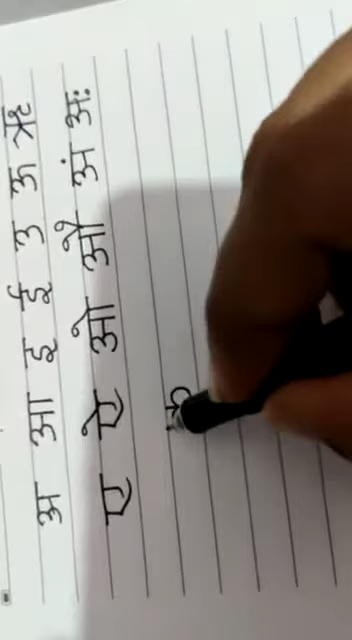 अ आ इ ई उ ऊ ऋ
ए ऐ ओ औ अं अः